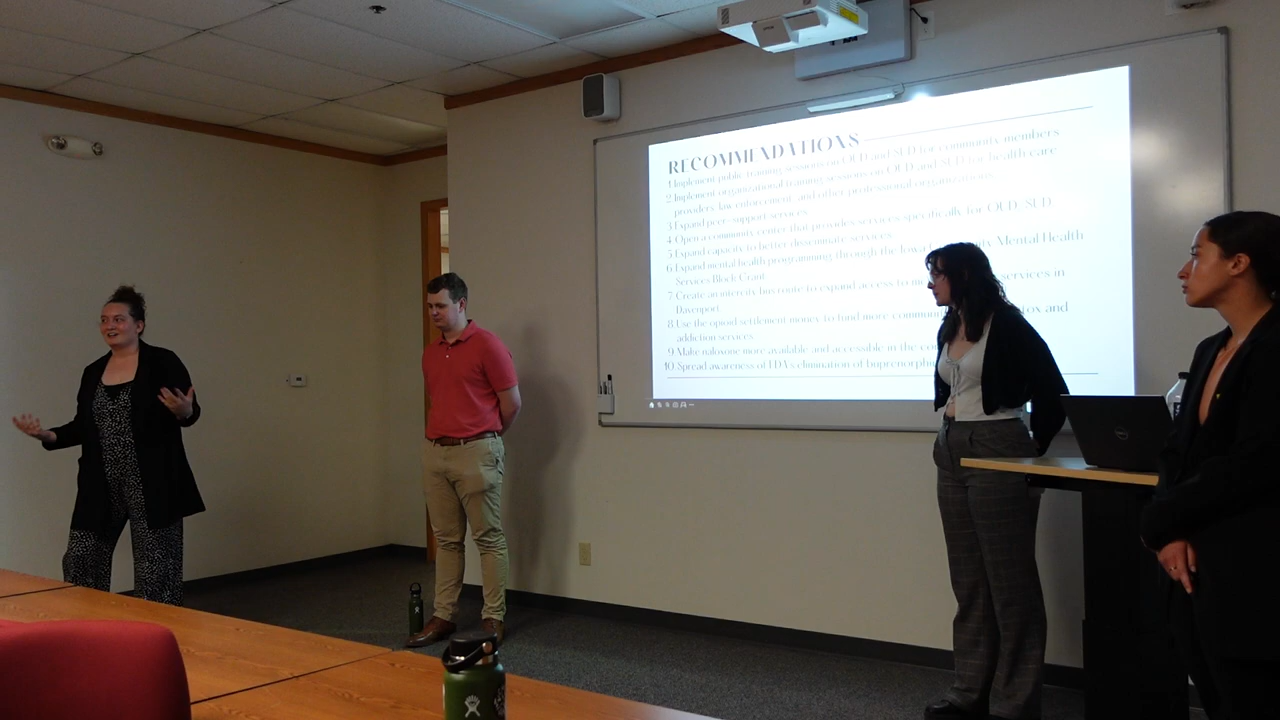 RECOMMENDATIONS
1 Implement public training sessions on OUD and SUD for community members
2 Implement organizational training sessions on OUD and SUD for health care
providers, law enforcement, and other professional organizations.
3 Expand peer-support services
4 Open a community center that provides services specifically for OUD/SUD.
5 Expand capacity to better disseminate services.
6 Expand mental health programming through the Iowa Mental Health
Services Block Grant
7 Create an intercity bus route to expand access to services in
Davenport
8 Use the opioid settlement money to fund more and
addiction services
9 Make naloxone more available and accessible in the
10 Spread awareness of FDA's elimination of
DELL